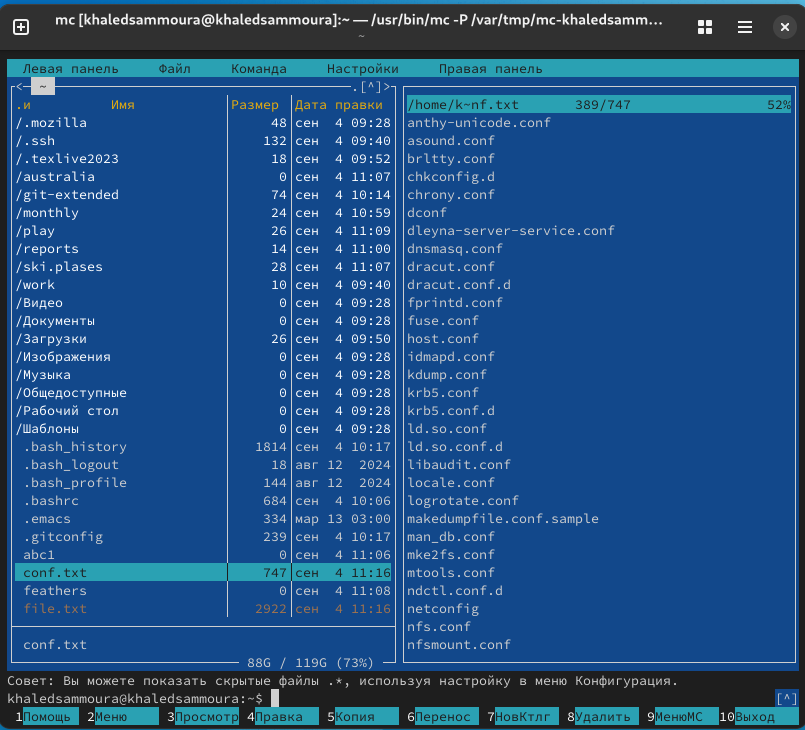 mc [khaledsammoura@khaledsammoura]:~ — /usr/bin/mc -P /var/tmp/mc-khaledsamm…
~
Левая панель Файл Команда Настройки Правая панель
<─ ~ .[^]>
.и Имя Размер Дата правки
/.mozilla 48 сен 4 09:28
/.ssh 132 сен 4 09:40
/.texlive2023 18 сен 4 09:52
/australia 0 сен 4 11:07
/git-extended 74 сен 4 10:14
/monthly 24 сен 4 10:59
/play 26 сен 4 11:09
/reports 14 сен 4 11:00
/ski.plases 28 сен 4 11:07
/work 10 сен 4 09:40
/Видео 0 сен 4 09:28
/Документы 0 сен 4 09:28
/Загрузки 26 сен 4 09:50
/Изображения 0 сен 4 09:28
/Музыка 0 сен 4 09:28
/Общедоступные 0 сен 4 09:28
/Рабочий стол 0 сен 4 09:28
/Шаблоны 0 сен 4 09:28
.bash_history 1814 сен 4 10:17
.bash_logout 18 авг 12 2024
.bash_profile 144 авг 12 2024
.bashrc 684 сен 4 10:06
.emacs 334 мар 13 03:00
.gitconfig 239 сен 4 10:17
abc1 0 сен 4 11:06
conf.txt 747 сен 4 11:16
feathers 0 сен 4 11:08
file.txt 2922 сен 4 11:16
conf.txt
88G / 119G (73%)
/home/k~nf.txt 389/747 52%
anthy-unicode.conf
asound.conf
brltty.conf
chkconfig.d
chrony.conf
dconf
dleyna-server-service.conf
dnsmasq.conf
dracut.conf
dracut.conf.d
fprintd.conf
fuse.conf
host.conf
idmapd.conf
kdump.conf
krb5.conf
krb5.conf.d
ld.so.conf
ld.so.conf.d
libaudit.conf
locale.conf
logrotate.conf
makedumpfile.conf.sample
man_db.conf
mke2fs.conf
mtools.conf
ndctl.conf.d
netconfig
nfs.conf
nfsmount.conf
Совет: Вы можете показать скрытые файлы .*, используя настройку в меню Конфигурация.
khaledsammoura@khaledsammoura:~$ [^]
1Помощь 2Меню 3Просмотр 4Правка 5Копия 6Перенос 7НовКтлг 8Удалить 9МенюMC 10Выход